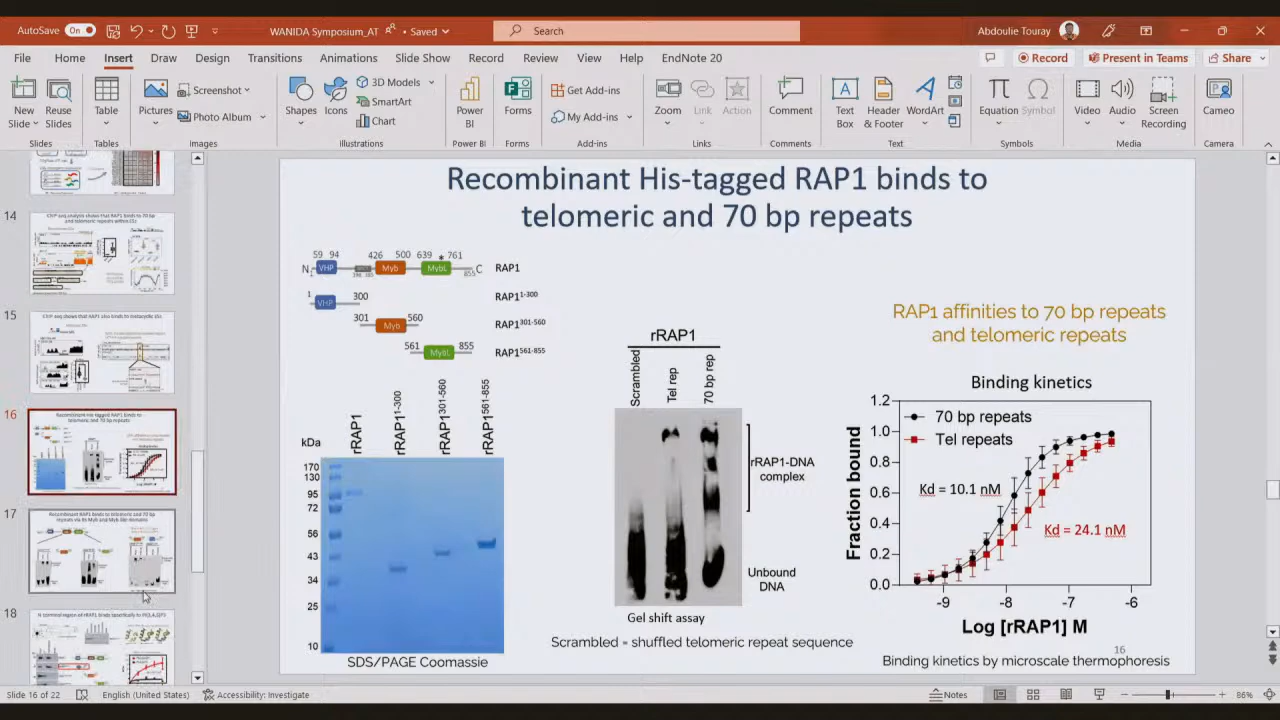 AutoSave On
WANIDA Symposium_AT
• Saved
Search
Abdoulie Touray
File Home Insert Draw Design Transitions Animations Slide Show Record Review View Help EndNote 20
Record Present in Teams Share
New Slide
Reuse Slides
Table
Pictures
Screenshot
Photo Album
Shapes
Icons
3D Models
SmartArt
Chart
Power BI
Forms
Get Add-ins
My Add-ins
Zoom
Link
Action
Comment
Text Box
Header & Footer
WordArt
Equation
Symbol
Video
Audio
Screen Recording
Cameo
Slides Tables Images Illustrations Power BI Forms Add-ins Links Comments Text Symbols Media Camera
14
15
16
Recombinant His-tagged RAP1 binds to
telomeric and 70 bp repeats
17
18
Recombinant His-tagged RAP1 binds to
telomeric and 70 bp repeats
59 94 426 500 639 * 761
N VHP Myb MybL C RAP1
855
1 VHP 300 RAP1 1-300
301 Myb 560 RAP1 301-560
561 MybL 855 RAP1 561-855
kDa
rRAP1
rRAP1 1-300
rRAP1 301-560
rRAP1 561-855
170
130
95
72
56
43
34
25
10
SDS/PAGE Coomassie
rRAP1
Scrambled
Tel rep
70 bp rep
rRAP1-DNA
complex
Unbound
DNA
Gel shift assay
Scrambled = shuffled telomeric repeat sequence
RAP1 affinities to 70 bp repeats
and telomeric repeats
Binding kinetics
Fraction bound
1.2
1.0
0.8
0.6
0.4
0.2
0.0
70 bp repeats
Tel repeats
Kd = 10.1 nM
Kd = 24.1 nM
-9 -8 -7 -6
Log [rRAP1] M
16
Binding kinetics by microscale thermophoresis
Slide 16 of 22 English (United States) Accessibility: Investigate
Notes
86%